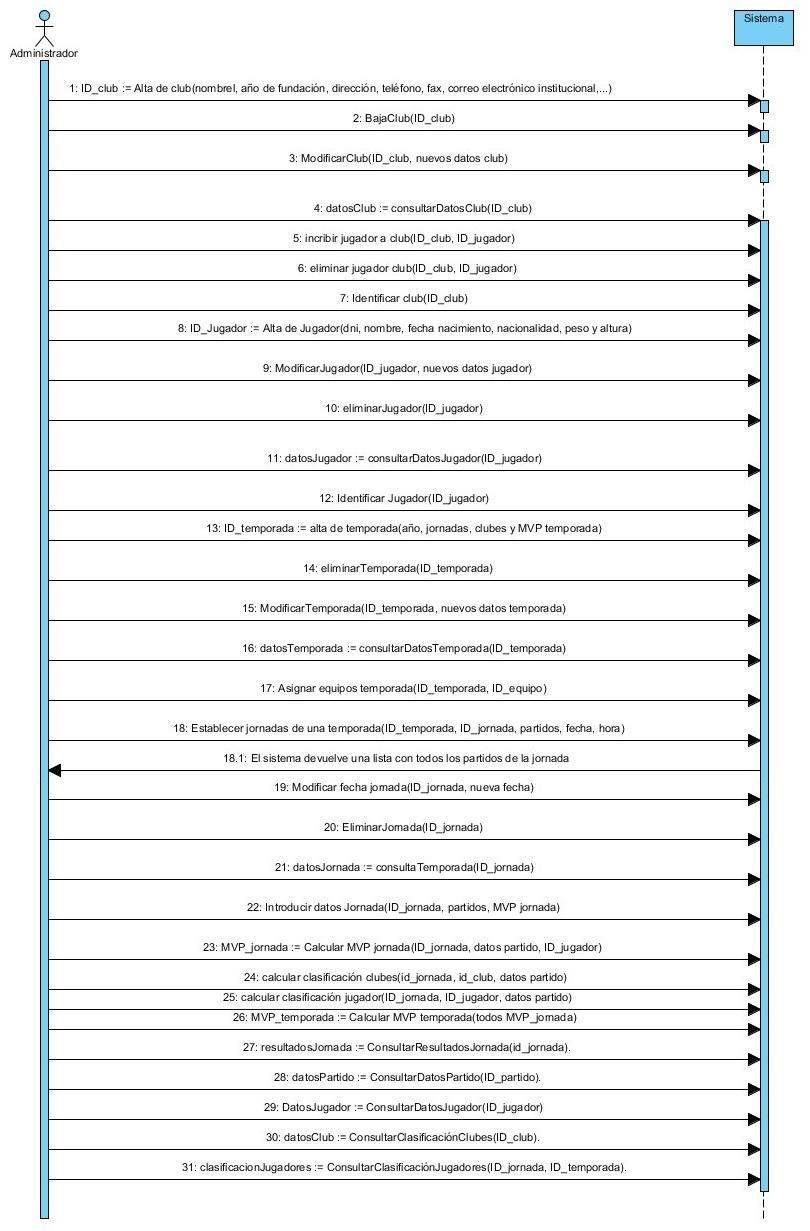 Sistema
Administrador
1: ID_club := Alta de club(nombrel, año de fundación, dirección, teléfono, fax, correo electrónico institucional,...)
2: BajaClub(ID_club)
3: ModificarClub(ID_club, nuevos datos club)
4: datosClub := consultarDatosClub(ID_club)
5: incribir jugador a club(ID_club, ID_jugador)
6: eliminar jugador club(ID_club, ID_jugador)
7: Identificar club(ID_club)
8: ID_Jugador := Alta de Jugador(dni, nombre, fecha nacimiento, nacionalidad, peso y altura)
9: ModificarJugador(ID_jugador, nuevos datos jugador)
10: eliminarJugador(ID_jugador)
11: datosJugador := consultarDatosJugador(ID_jugador)
12: Identificar Jugador(ID_jugador)
13: ID_temporada := alta de temporada(año, jornadas, clubes y MVP temporada)
14: eliminarTemporada(ID_temporada)
15: ModificarTemporada(ID_temporada, nuevos datos temporada)
16: datosTemporada := consultarDatosTemporada(ID_temporada)
17: Asignar equipos temporada(ID_temporada, ID_equipo)
18: Establecer jornadas de una temporada(ID_temporada, ID_jornada, partidos, fecha, hora)
18.1: El sistema devuelve una lista con todos los partidos de la jornada
19: Modificar fecha jornada(ID_jornada, nueva fecha)
20: EliminarJornada(ID_jornada)
21: datosJornada := consultaTemporada(ID_jornada)
22: Introducir datos Jornada(ID_jornada, partidos, MVP jornada)
23: MVP_jornada := Calcular MVP jornada(ID_jornada, datos partido, ID_jugador)
24: calcular clasificación clubes(id_jornada, id_club, datos partido)
25: calcular clasificación jugador(ID_jornada, ID_jugador, datos partido)
26: MVP_temporada := Calcular MVP temporada(todos MVP_jornada)
27: resultadosJornada := ConsultarResultadosJornada(id_jornada).
28: datosPartido := ConsultarDatosPartido(ID_partido).
29: DatosJugador := ConsultarDatosJugador(ID_jugador)
30: datosClub := ConsultarClasificaciónClubes(ID_club).
31: clasificacionJugadores := ConsultarClasificaciónJugadores(ID_jornada, ID_temporada).